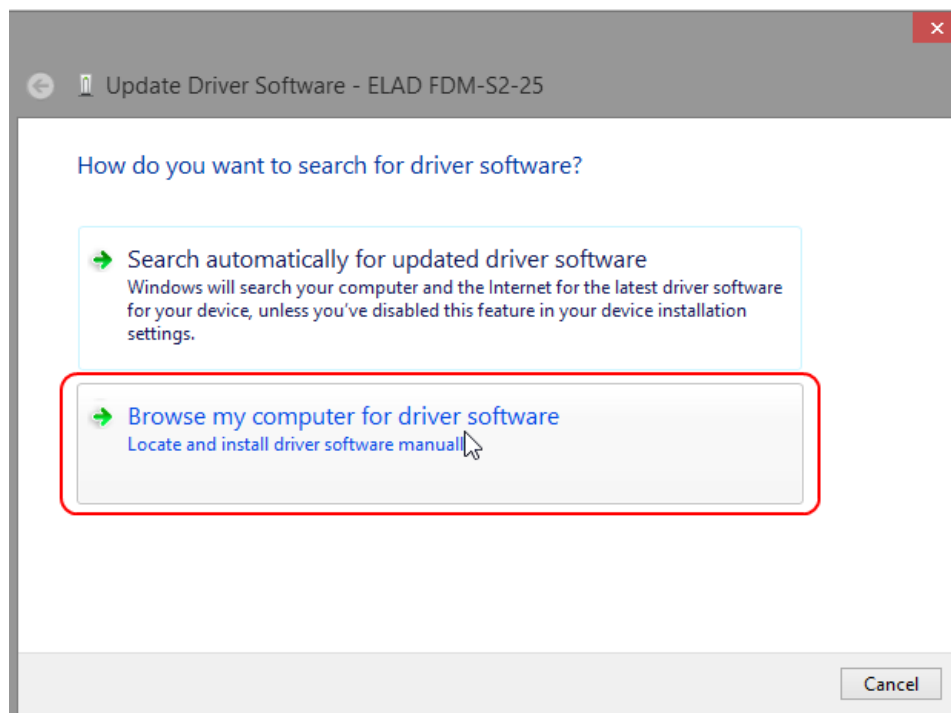 Update Driver Software - ELAD FDM-S2-25
How do you want to search for driver software?
Search automatically for updated driver software
Windows will search your computer and the Internet for the latest driver software
for your device, unless you've disabled this feature in your device installation
settings.
Browse my computer for driver software
Locate and install driver software manuall
Cancel